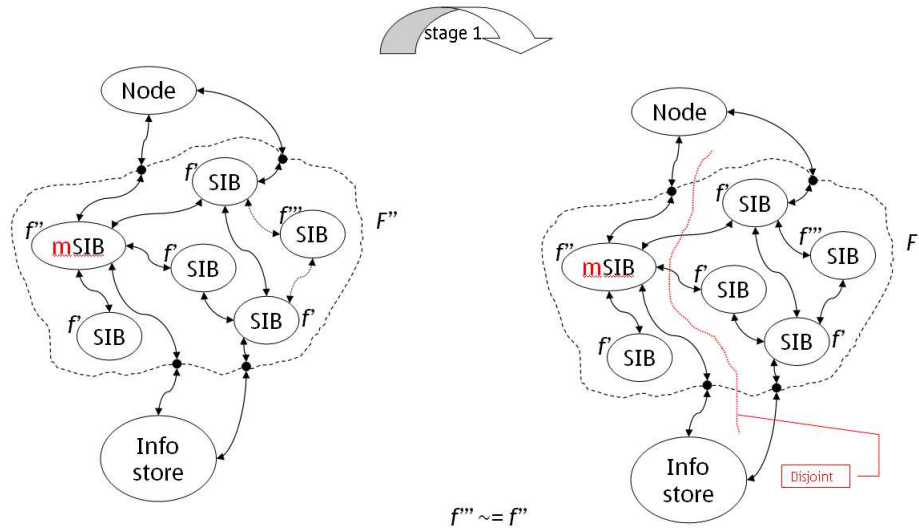 stage 1
Node
f'
SIB
f'''
SIB
F''
f''
mSIB
f'
SIB
SIB
f'
f'
SIB
Info
store
Node
f'
SIB
f'''
SIB
F
f''
mSIB
f'
SIB
SIB
f'
f'
SIB
Info
store
Disjoint
f''' ~= f''